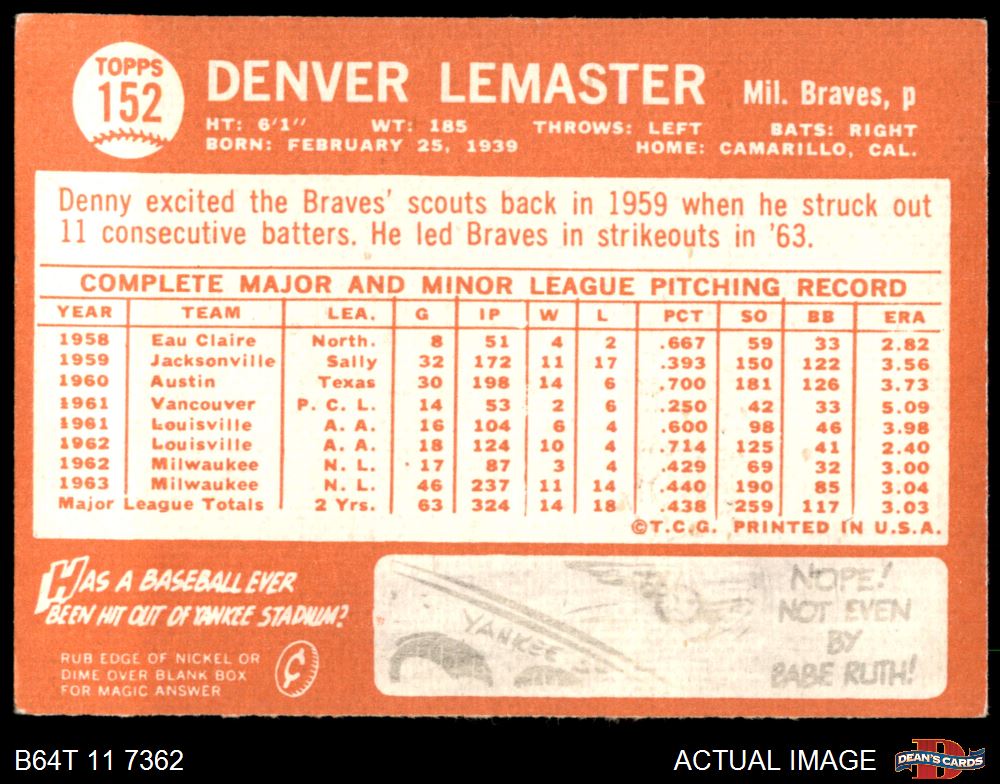 TOPPS
152
DENVER LEMASTER Mil. Braves, p
HT: 6'1" WT: 185 THROWS: LEFT BATS: RIGHT
BORN: FEBRUARY 25, 1939 HOME: CAMARILLO, CAL.
Denny excited the Braves' scouts back in 1959 when he struck out
11 consecutive batters. He led Braves in strikeouts in '63.
COMPLETE MAJOR AND MINOR LEAGUE PITCHING RECORD
YEAR TEAM LEA. G IP W L PCT SO BB ERA
1958 Eau Claire North. 8 51 4 2 .667 59 33 2.82
1959 Jacksonville Sally 32 172 11 17 .393 150 122 3.56
1960 Austin Texas 30 198 14 6 .700 181 126 3.73
1961 Vancouver P. C. L. 14 53 2 6 .250 42 33 5.09
1961 Louisville A. A. 16 104 6 4 .600 98 46 3.98
1962 Louisville A. A. 18 124 10 4 .714 125 41 2.40
1962 Milwaukee N. L. 17 87 3 4 .429 69 32 3.00
1963 Milwaukee N. L. 46 237 11 14 .440 190 85 3.04
Major League Totals 2 Yrs. 63 324 14 18 .438 259 117 3.03
©T.C.G. PRINTED IN U.S.A.
HAS A BASEBALL EVER
BEEN HIT OUT OF YANKEE STADIUM?
RUB EDGE OF NICKEL OR
DIME OVER BLANK BOX
FOR MAGIC ANSWER
¢
YANKEE
NOPE!
NOT EVEN
BY
BABE RUTH!
B64T 11 7362 ACTUAL IMAGE
DEAN'S CARDS